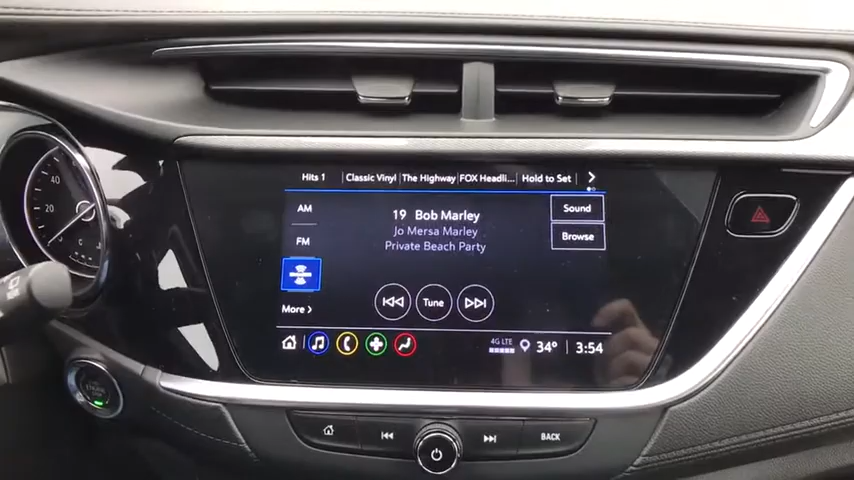 Hits 1 Classic Vinyl The Highway FOX Headli... Hold to Set
AM
19 Bob Marley
Sound
Jo Mersa Marley
FM
Private Beach Party
Browse
More
Tune
4G LTE
34° 3:54
40
20
C
ENGINE
BACK